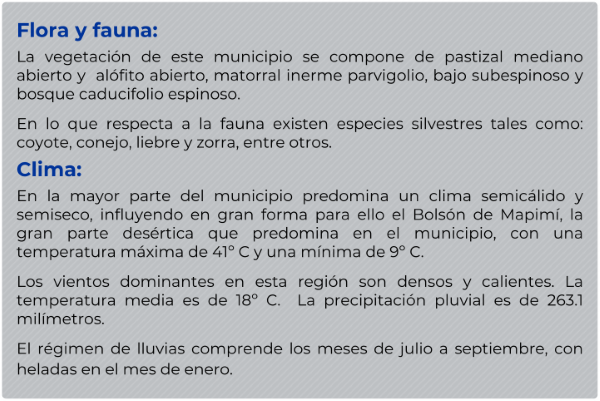 Flora y fauna:
La vegetación de este municipio se compone de pastizal mediano
abierto y  alófito abierto, matorral inerme parvigolio, bajo subespinoso y
bosque caducifolio espinoso.
En lo que respecta a la fauna existen especies silvestres tales como:
coyote, conejo, liebre y zorra, entre otros.
Clima:
En la mayor parte del municipio predomina un clima semicálido y
semiseco, influyendo en gran forma para ello el Bolsón de Mapimí, la
gran parte desértica que predomina en el municipio, con una
temperatura máxima de 41º C y una mínima de 9º C.
Los vientos dominantes en esta región son densos y calientes. La
temperatura media es de 18º C.  La precipitación pluvial es de 263.1
milímetros.
El régimen de lluvias comprende los meses de julio a septiembre, con
heladas en el mes de enero.